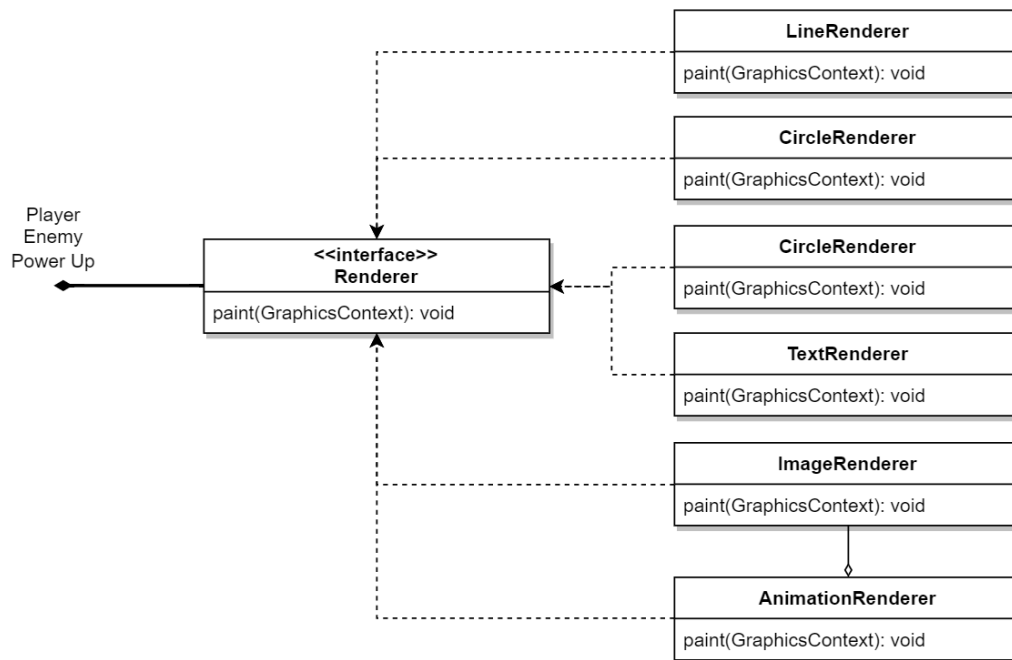 LineRenderer
paint(GraphicsContext): void
CircleRenderer
paint(GraphicsContext): void
Player
Enemy
Power Up
<<interface>>
Renderer
paint(GraphicsContext): void
CircleRenderer
paint(GraphicsContext): void
TextRenderer
paint(GraphicsContext): void
ImageRenderer
paint(GraphicsContext): void
AnimationRenderer
paint(GraphicsContext): void